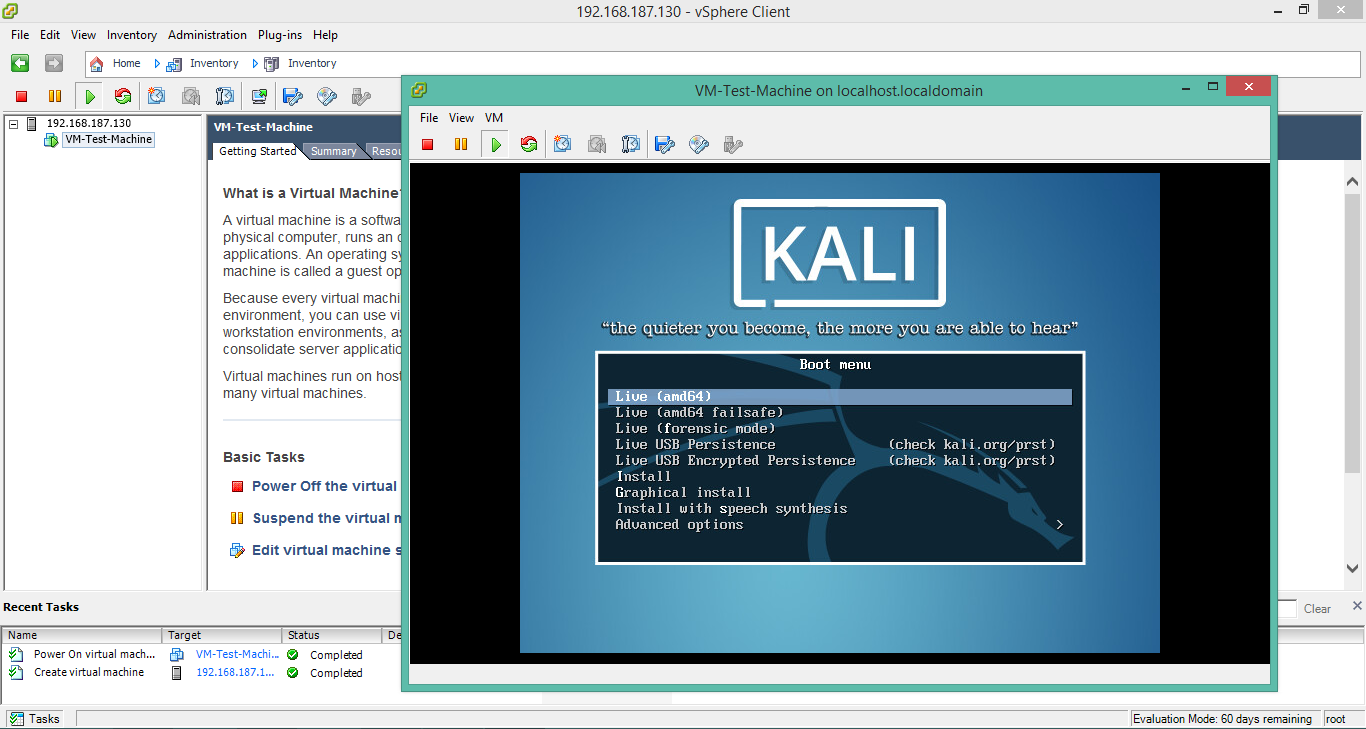 192.168.187.130 - vSphere Client
File Edit View Inventory Administration Plug-ins Help
Home Inventory Inventory
192.168.187.130
VM-Test-Machine
VM-Test-Machine
Getting Started Summary Resou
What is a Virtual Machine?
A virtual machine is a softwa
physical computer, runs an o
applications. An operating sy
machine is called a guest op
Because every virtual machi
environment, you can use vi
workstation environments, as
consolidate server applicatio
Virtual machines run on host
many virtual machines.
Basic Tasks
Power Off the virtual
Suspend the virtual m
Edit virtual machine s
VM-Test-Machine on localhost.localdomain
File View VM
KALI
“the quieter you become, the more you are able to hear”
Boot menu
Live (amd64)
Live (amd64 failsafe)
Live (forensic mode)
Live USB Persistence (check kali.org/prst)
Live USB Encrypted Persistence (check kali.org/prst)
Install
Graphical install
Install with speech synthesis
Advanced options >
Recent Tasks
Clear
Name Target Status De
Power On virtual mach... VM-Test-Machi... Completed
Create virtual machine 192.168.187.1... Completed
Tasks
Evaluation Mode: 60 days remaining root